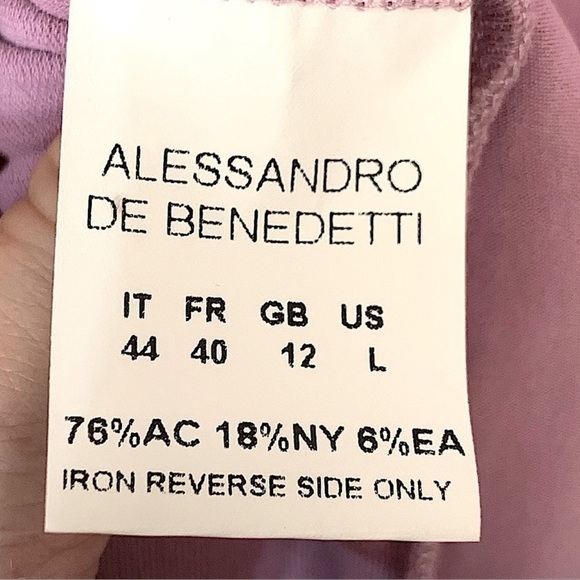 ALESSANDRO
DE BENEDETTI
IT FR GB US
44 40 12 L
76%AC 18%NY 6%EA
IRON REVERSE SIDE ONLY